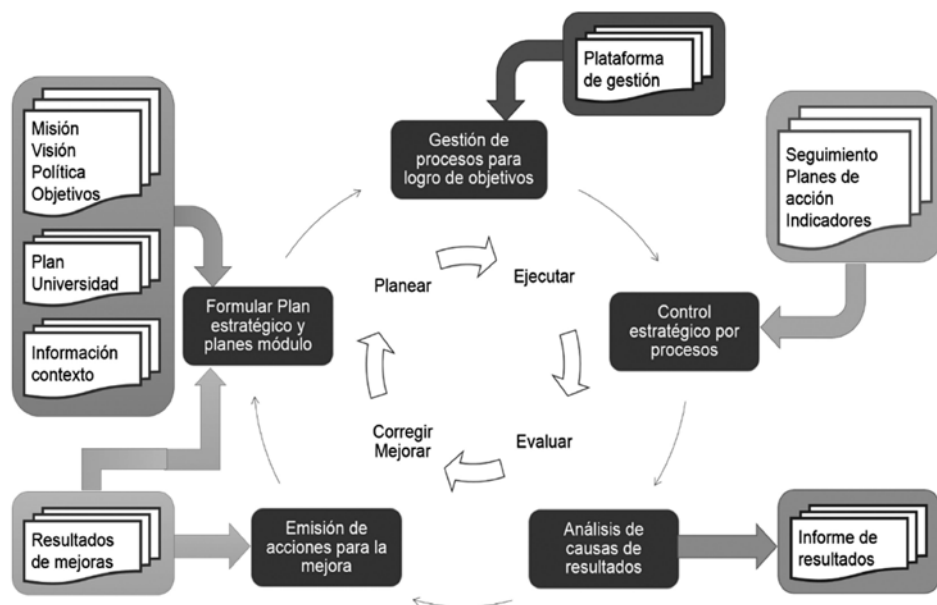 Plataforma
de gestión
Misión
Visión
Política
Objetivos
Gestión de
procesos para
logro de objetivos
Seguimiento
Planes de
acción
Indicadores
Plan
Universidad
Planear
Ejecutar
Formular Plan
estratégico y
planes módulo
Control
estratégico por
procesos
Información
contexto
Corregir
Mejorar
Evaluar
Resultados
de mejoras
Emisión de
acciones para la
mejora
Análisis de
causas de
resultados
Informe de
resultados